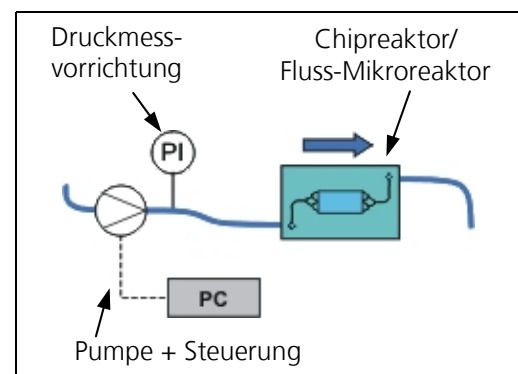 Druckmess-
vorrichtung
Chipreaktor/
Fluss-Mikroreaktor
PI
PC
Pumpe + Steuerung